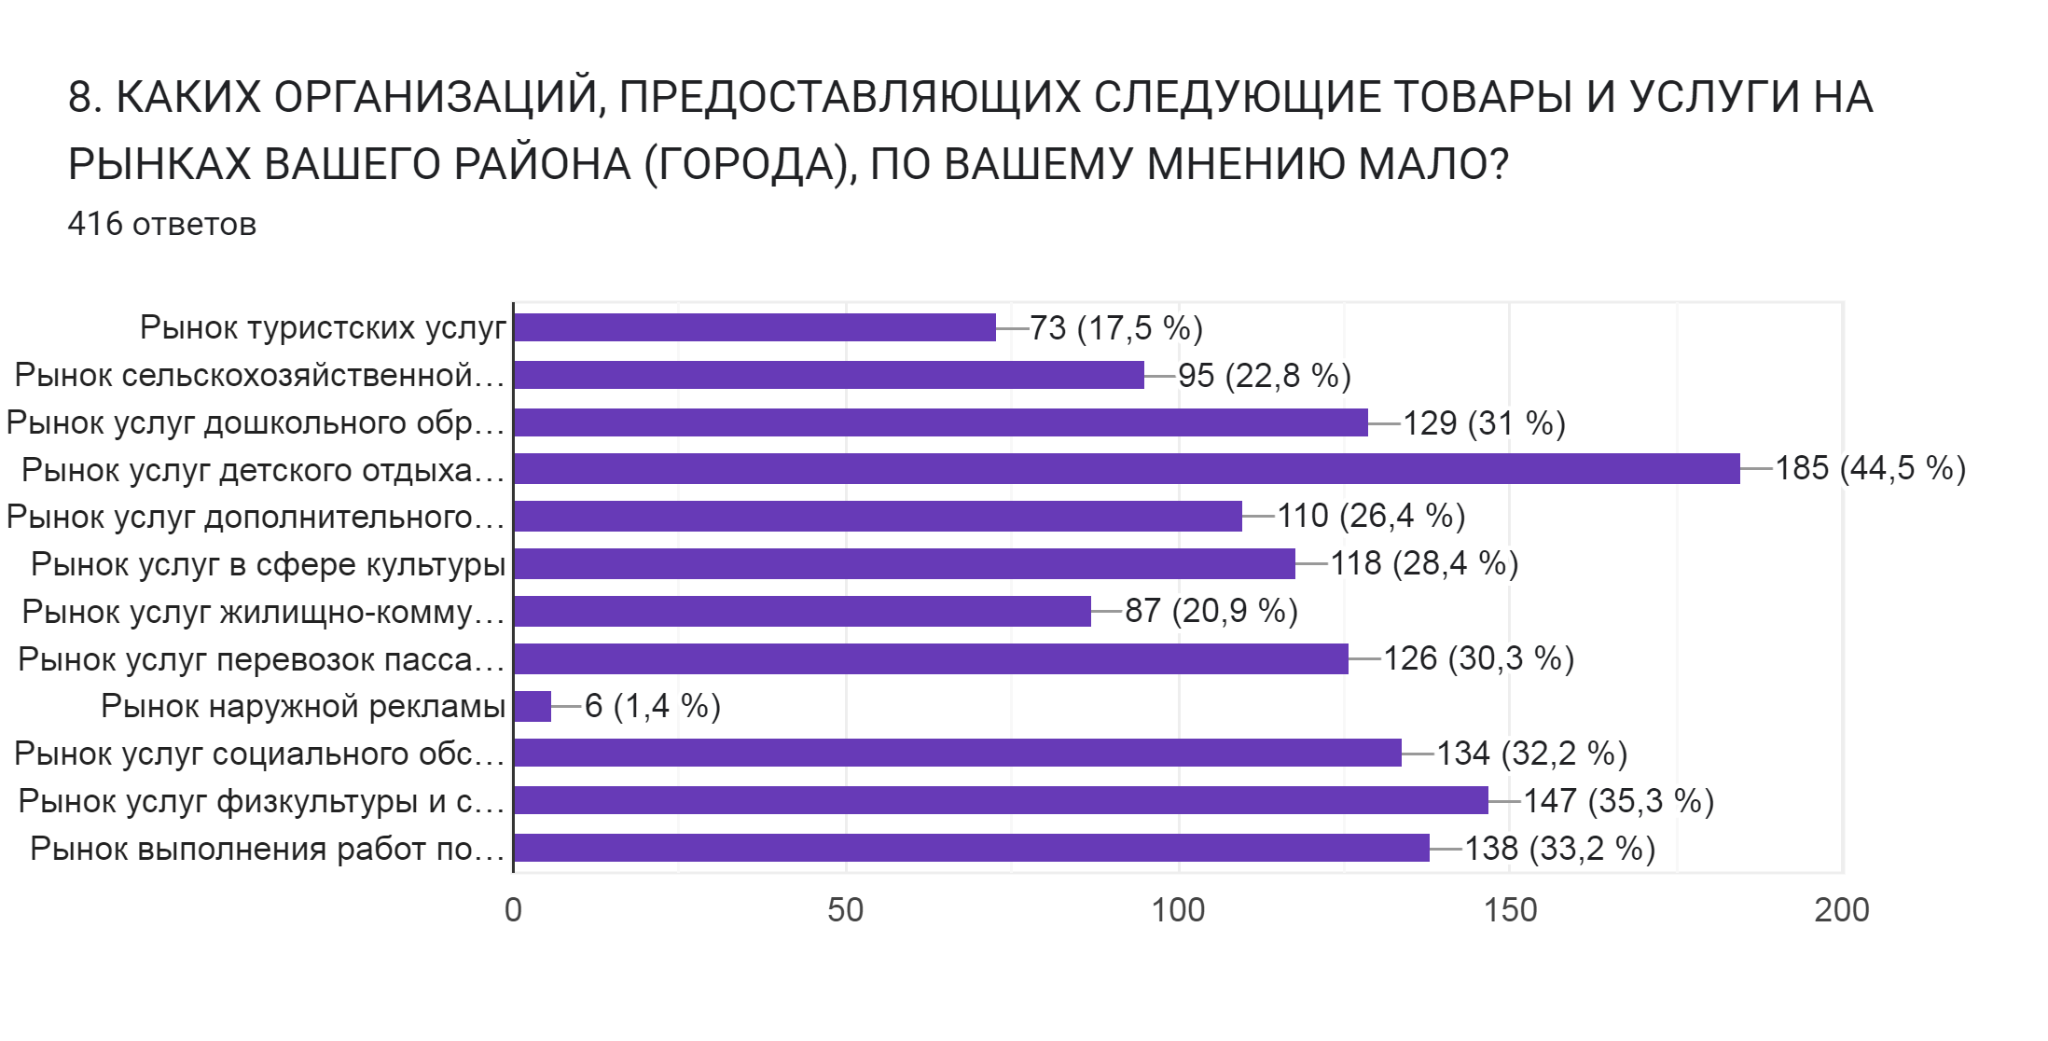 8. КАКИХ ОРГАНИЗАЦИЙ, ПРЕДОСТАВЛЯЮЩИХ СЛЕДУЮЩИЕ ТОВАРЫ И УСЛУГИ НА
РЫНКАХ ВАШЕГО РАЙОНА (ГОРОДА), ПО ВАШЕМУ МНЕНИЮ МАЛО?
416 ответов
Рынок туристских услуг 73 (17,5 %)
Рынок сельскохозяйственной… 95 (22,8 %)
Рынок услуг дошкольного обр… 129 (31 %)
Рынок услуг детского отдыха… 185 (44,5 %)
Рынок услуг дополнительного… 110 (26,4 %)
Рынок услуг в сфере культуры 118 (28,4 %)
Рынок услуг жилищно-комму… 87 (20,9 %)
Рынок услуг перевозок пасса… 126 (30,3 %)
Рынок наружной рекламы 6 (1,4 %)
Рынок услуг социального обс… 134 (32,2 %)
Рынок услуг физкультуры и с… 147 (35,3 %)
Рынок выполнения работ по… 138 (33,2 %)
0 50 100 150 200